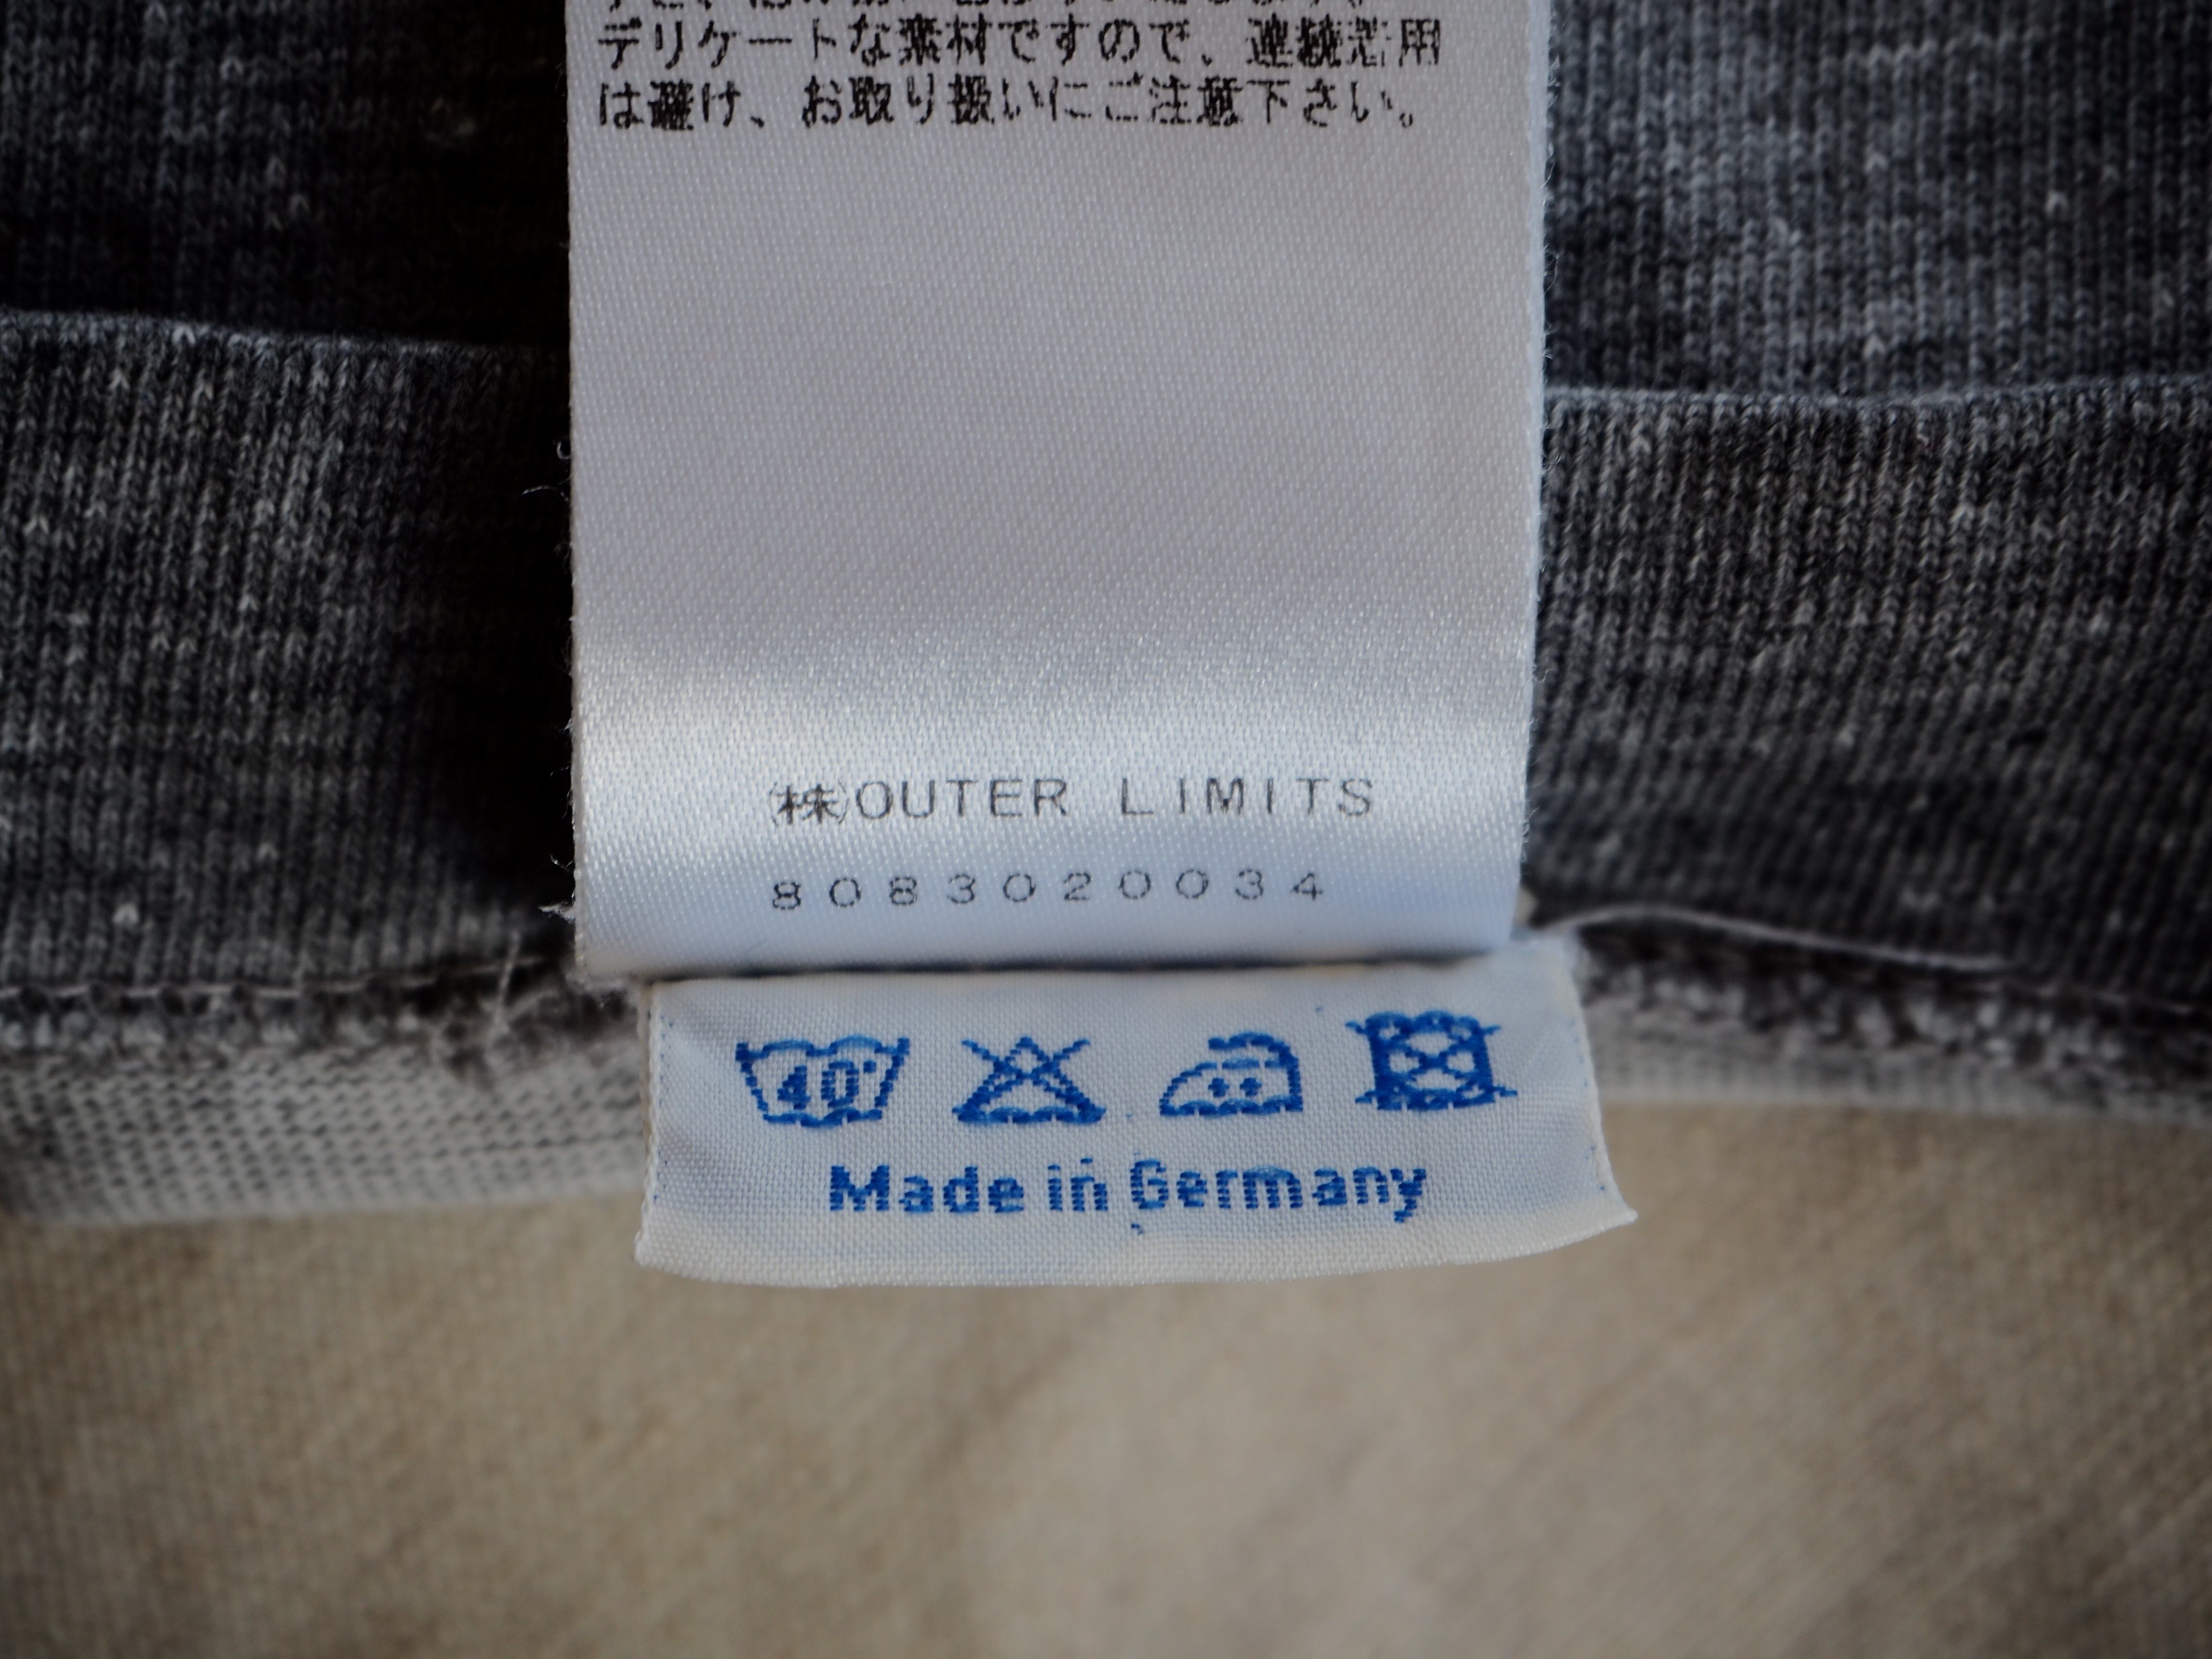 デリケートな素材ですので、連続着用
は避け、お取り扱いにご注意下さい。
㈱OUTER LIMITS
8083020034
40°
Made in Germany